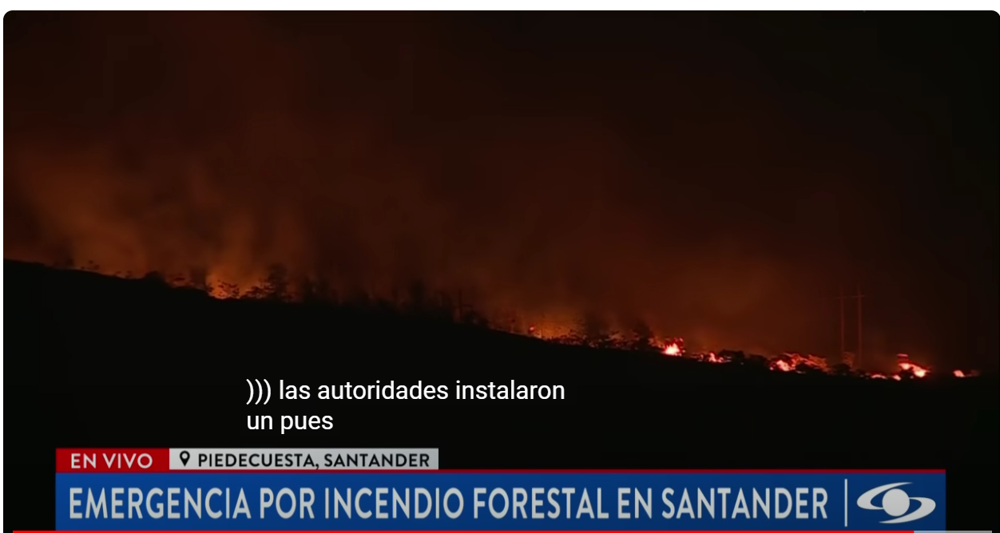 ))) las autoridades instalaron
un pues
EN VIVO PIEDECUESTA, SANTANDER
EMERGENCIA POR INCENDIO FORESTAL EN SANTANDER